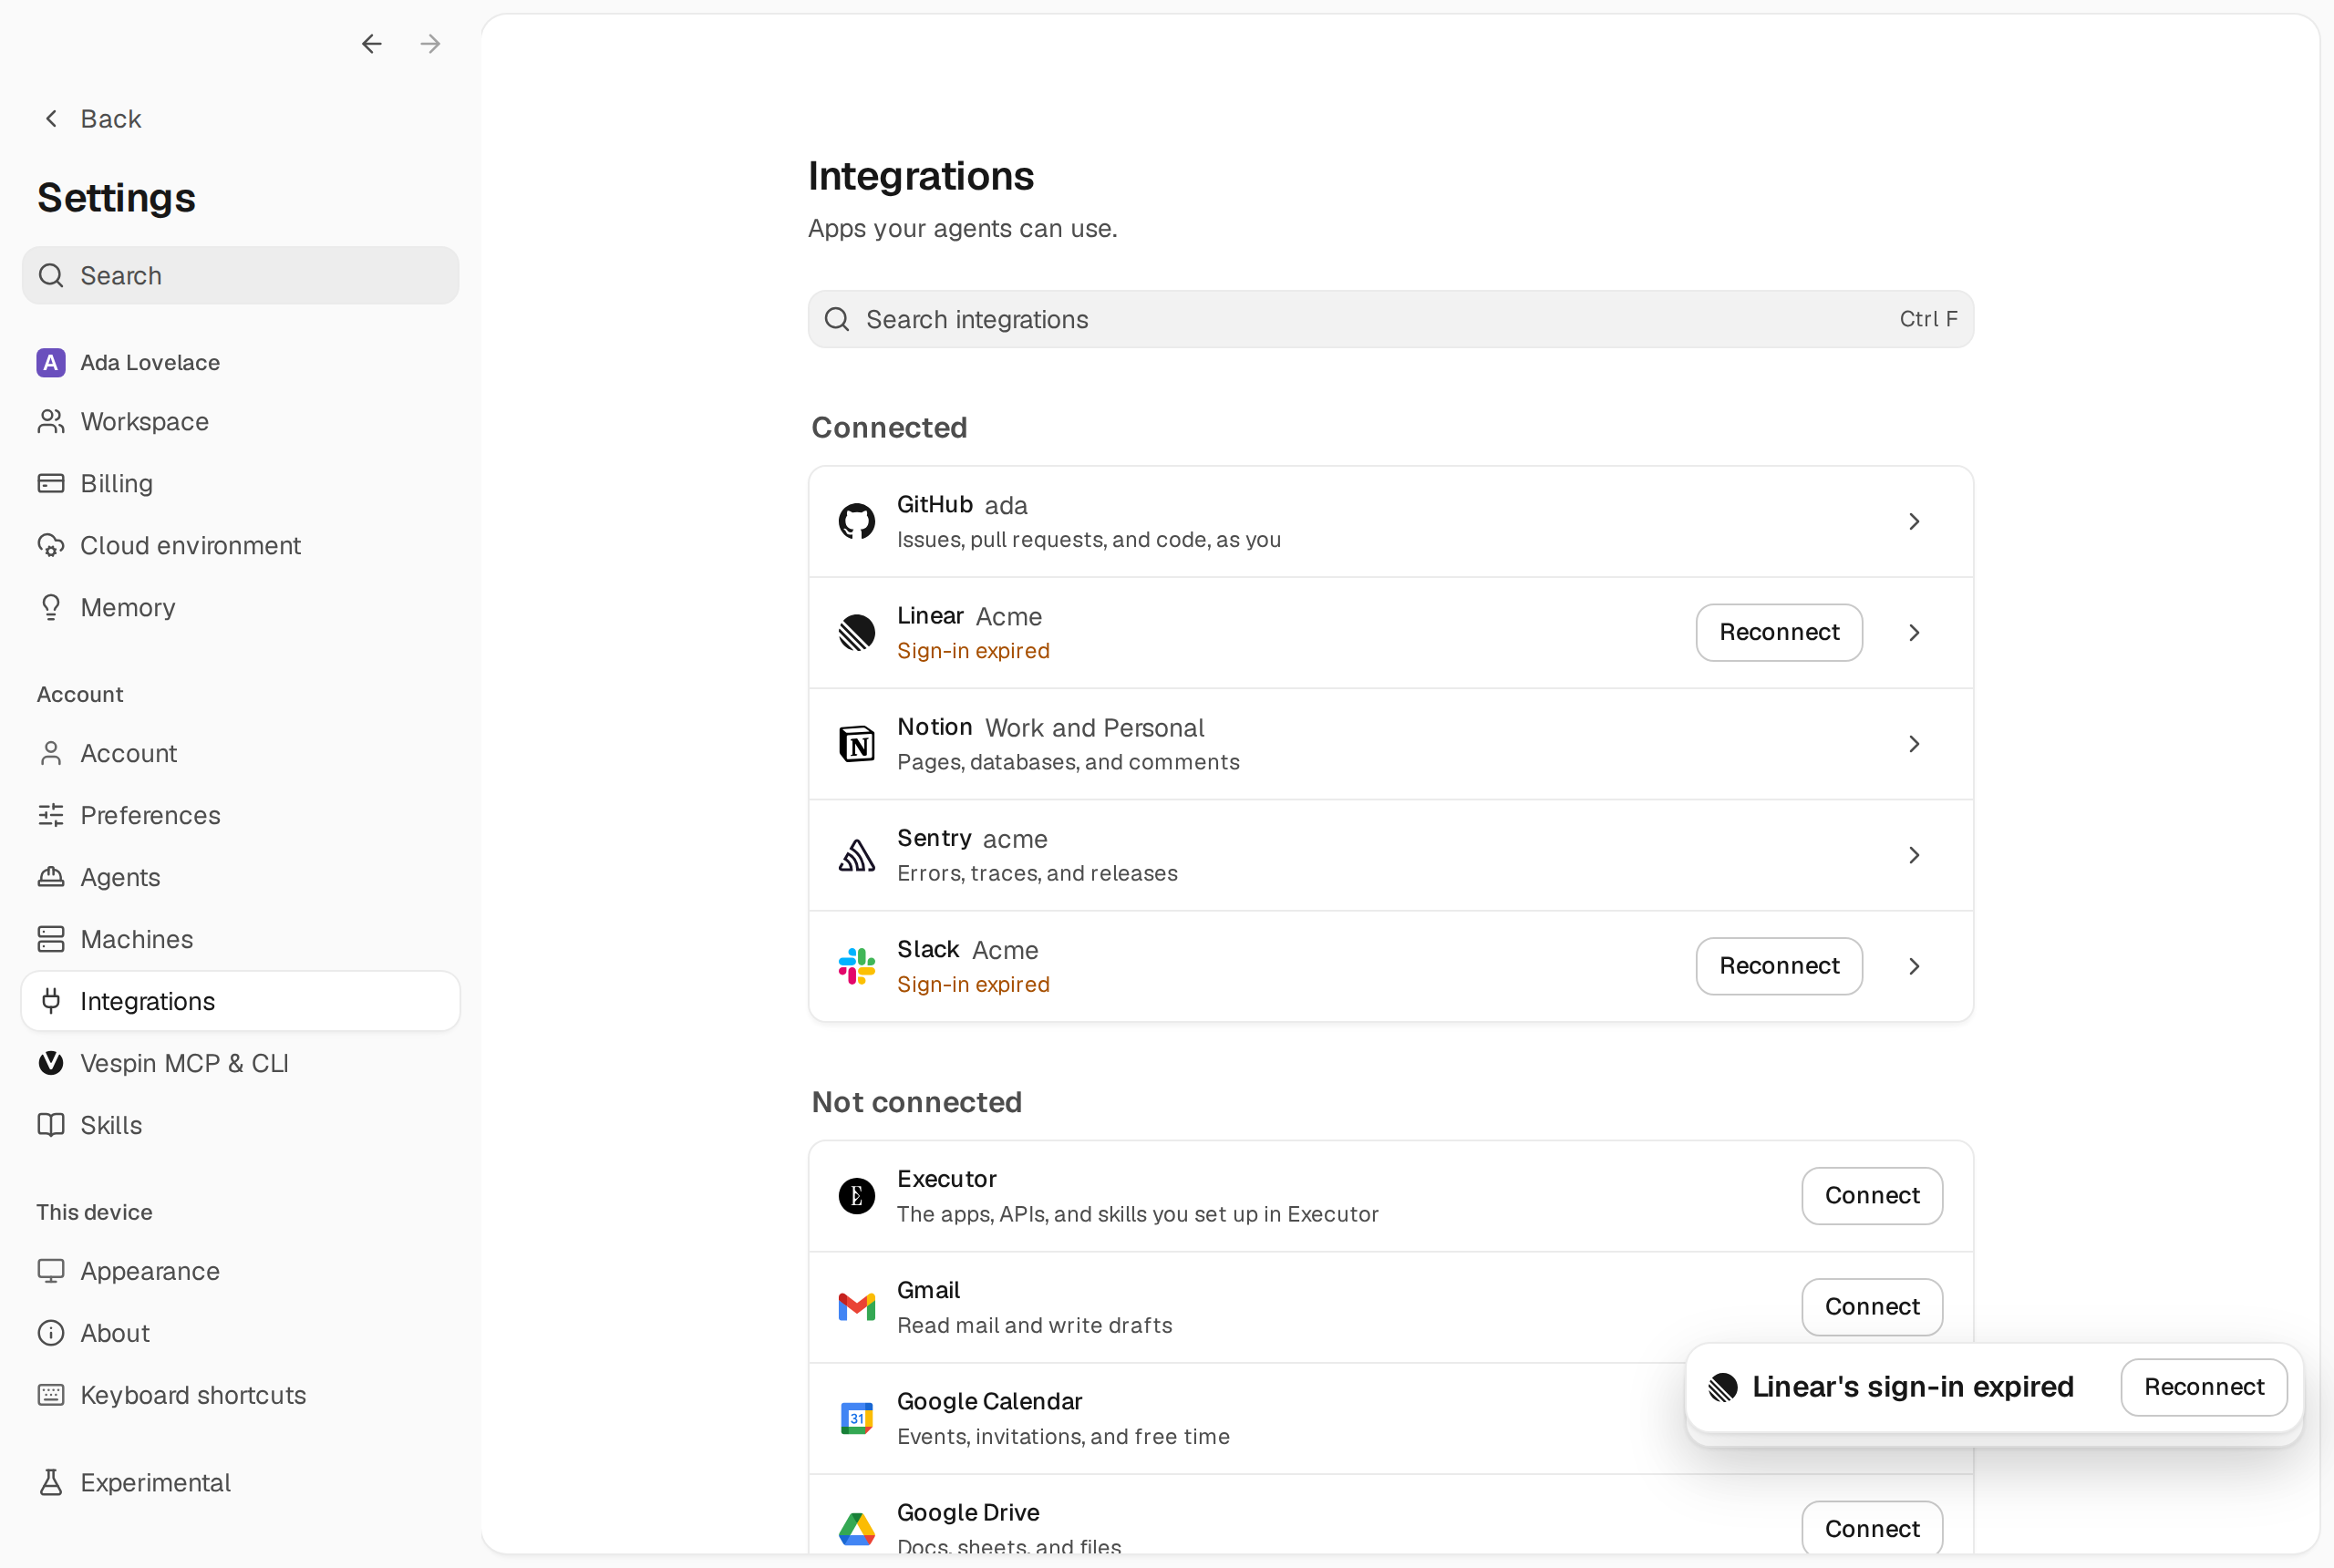 Back
Settings
Search
A Ada Lovelace
Workspace
Billing
Cloud environment
Memory
Account
Account
Preferences
Agents
Machines
Integrations
Vespin MCP & CLI
Skills
This device
Appearance
About
Keyboard shortcuts
Experimental
Integrations
Apps your agents can use.
Search integrations Ctrl F
Connected
GitHub ada
Issues, pull requests, and code, as you
Linear Acme
Sign-in expired
Reconnect
Notion Work and Personal
Pages, databases, and comments
Sentry acme
Errors, traces, and releases
Slack Acme
Sign-in expired
Reconnect
Not connected
Executor
The apps, APIs, and skills you set up in Executor
Connect
Gmail
Read mail and write drafts
Connect
31
Google Calendar
Events, invitations, and free time
Google Drive
Docs, sheets, and files
Connect
Linear's sign-in expired
Reconnect